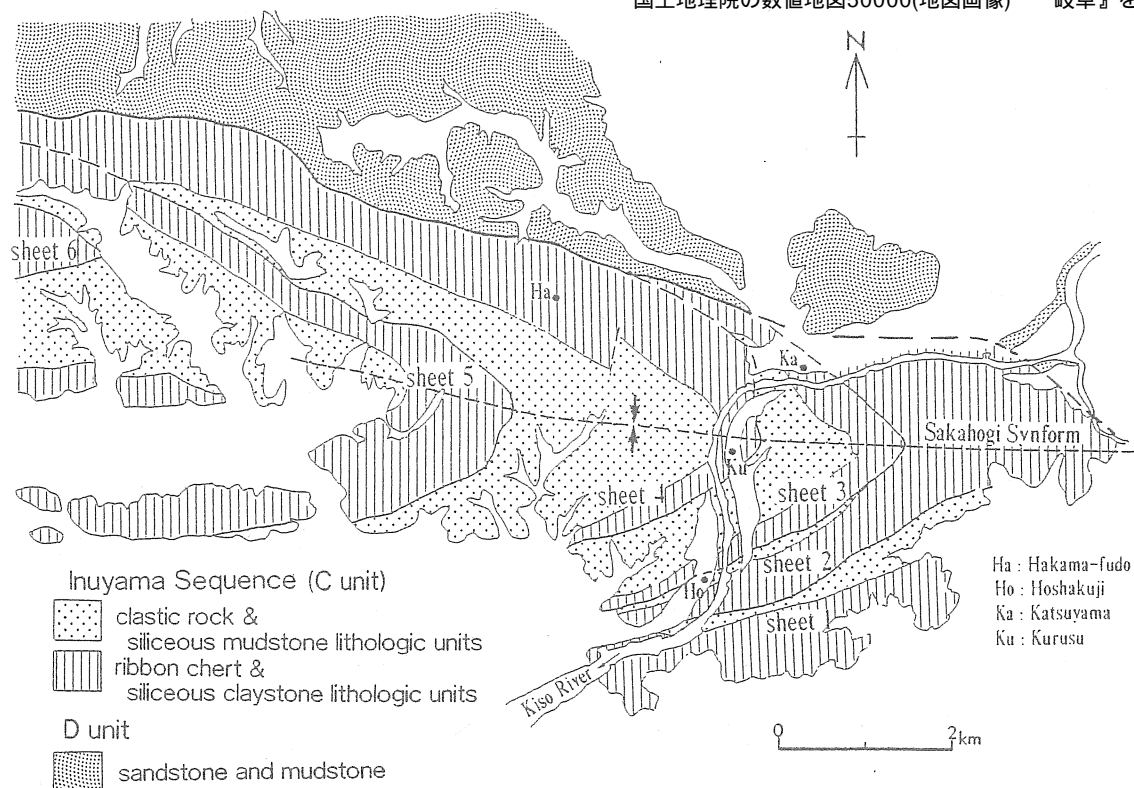 国土地理院の数値地図50000(地図画像) 岐阜』を
N
sheet 6
Ha
sheet 5
Ka
Sakahogi Synform
Ku
sheet 4
sheet 3
sheet 2
Ho
sheet 1
Kiso River
Ha : Hakama-fudo
Ho : Hoshakuji
Ka : Katsuyama
Ku : Kurusu
Inuyama Sequence (C unit)
clastic rock &
siliceous mudstone lithologic units
ribbon chert &
siliceous claystone lithologic units
D unit
sandstone and mudstone
0 2km